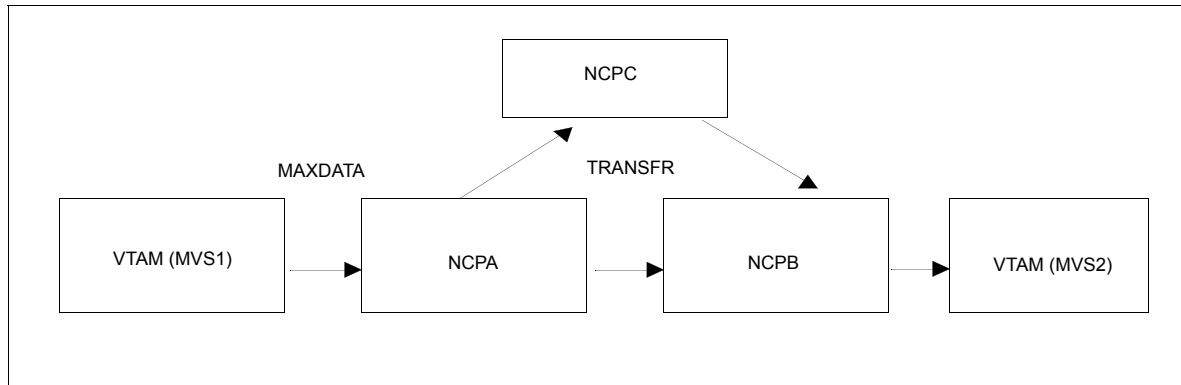 NCPC
MAXDATA
TRANSFR
VTAM (MVS1)
NCPA
NCPB
VTAM (MVS2)